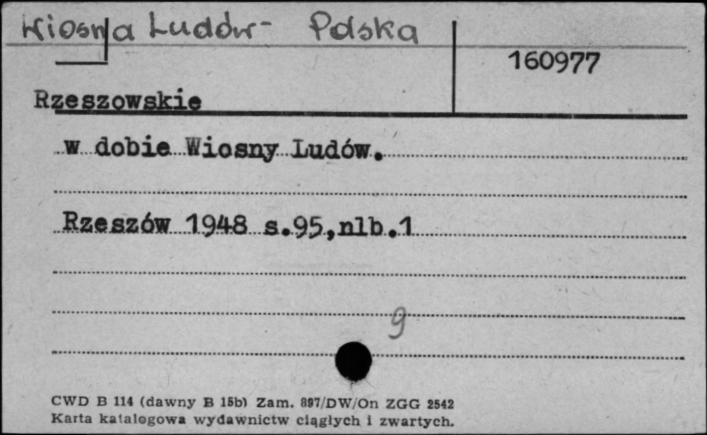 Wiosna Ludów - Polska
160977
Rzeszowskie
w dobie Wiosny Ludów.
Rzeszów 1948 s.95,nlb.1
9
CWD B 114 (dawny B 15b) Zam. 897/DW/On ZGG 2542
Karta katalogowa wydawnictw ciągłych i zwartych.